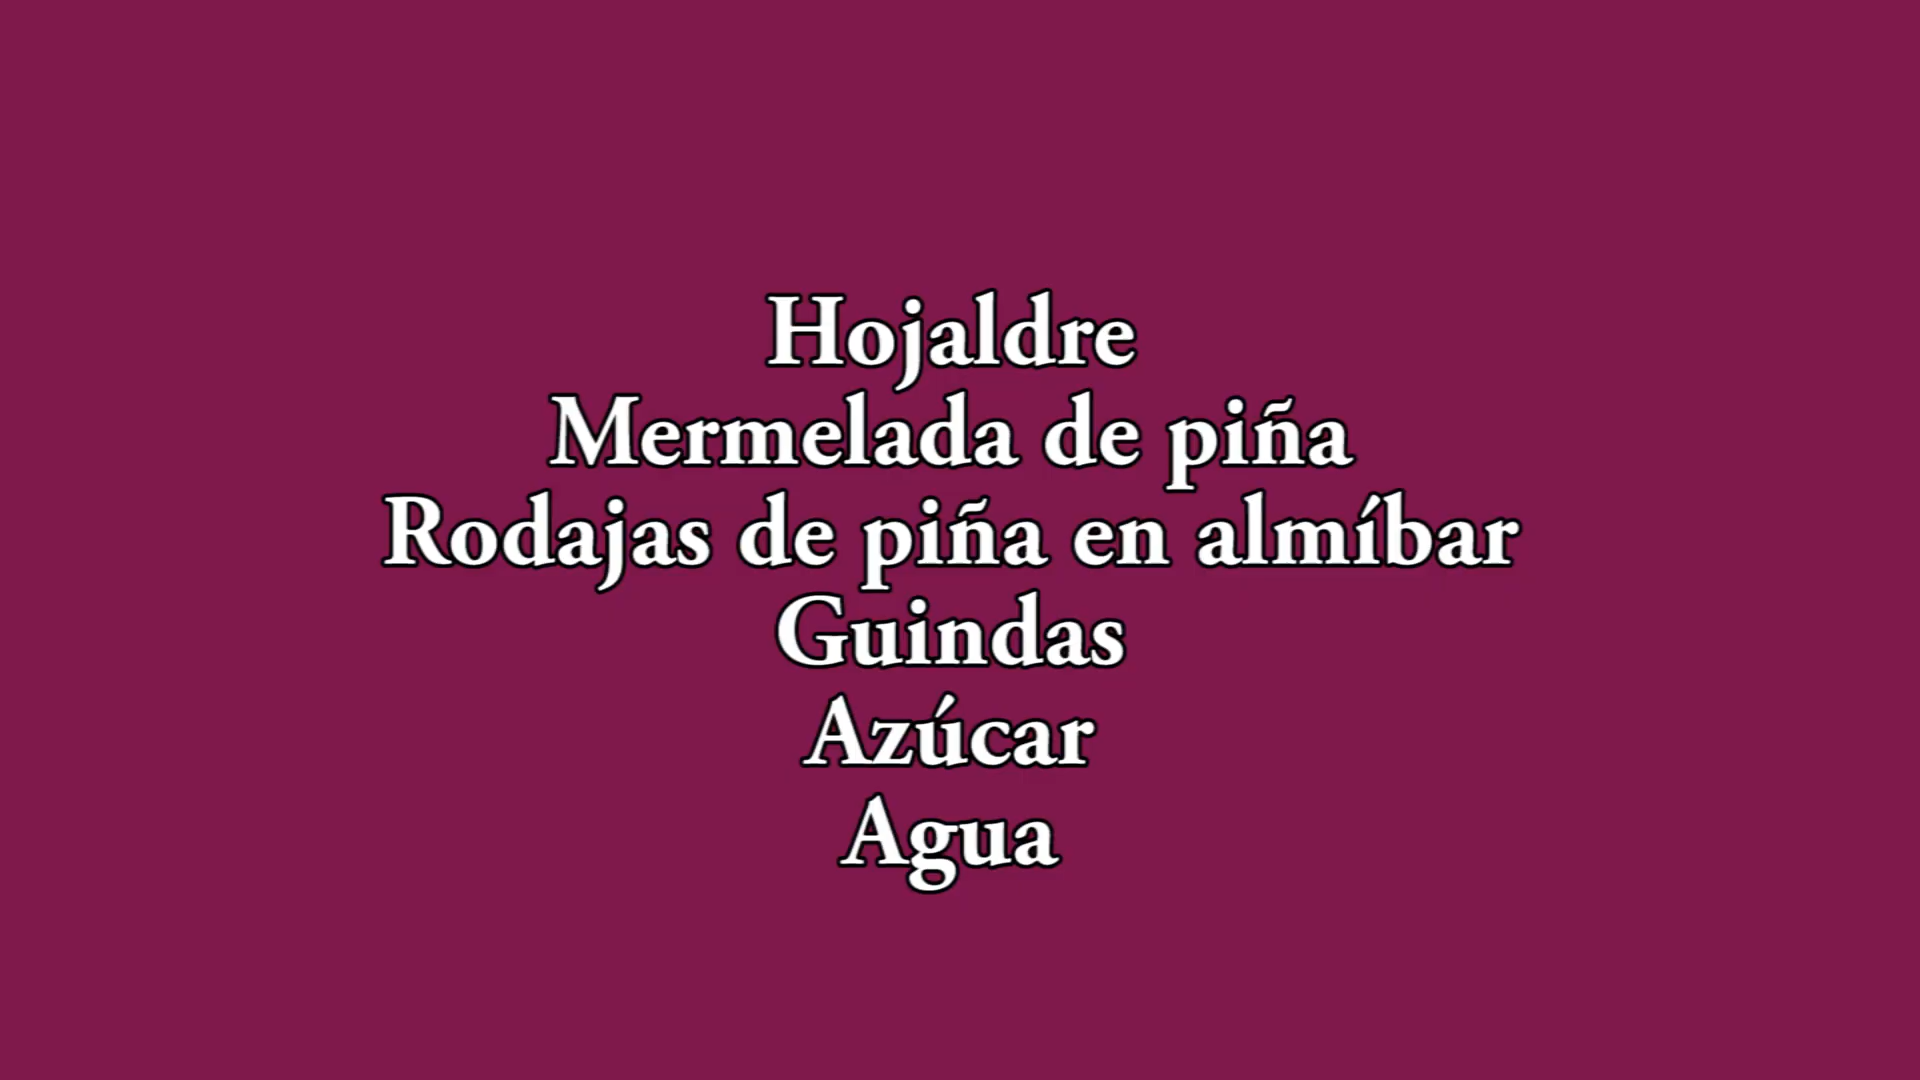 Hojaldre
Mermelada de piña
Rodajas de piña en almíbar
Guindas
Azúcar
Agua